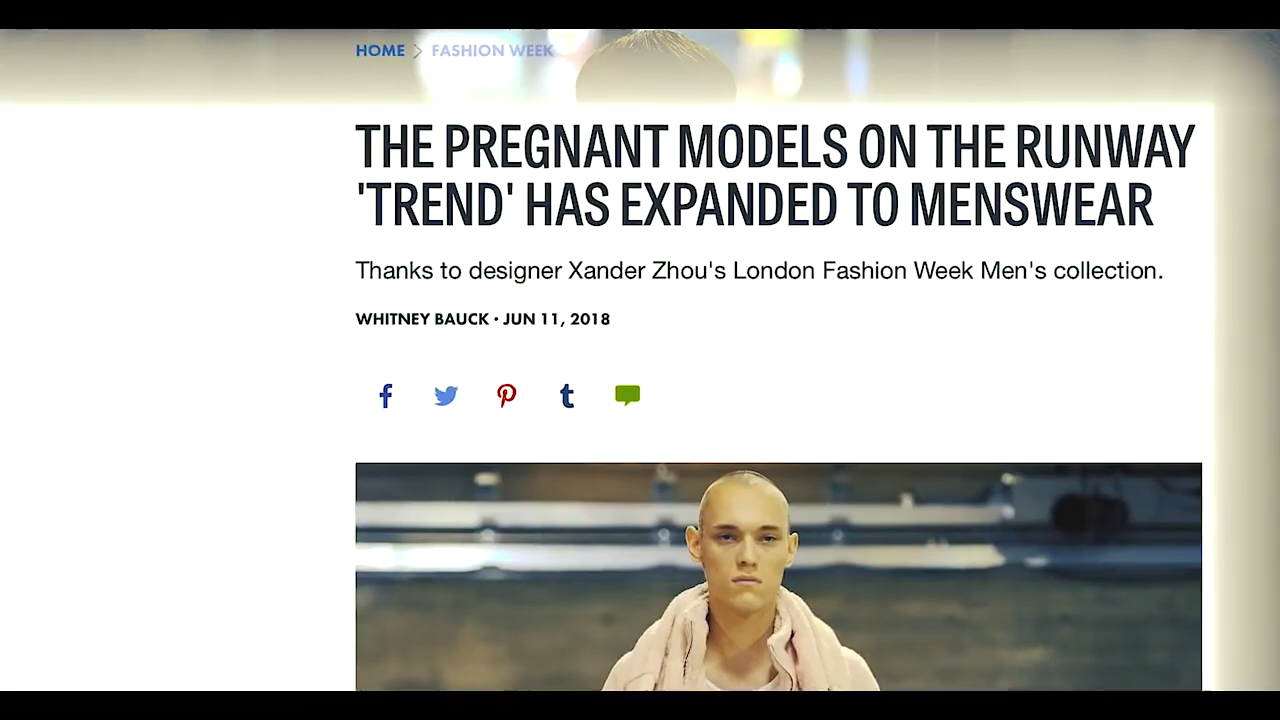 HOME > FASHION WEEK
THE PREGNANT MODELS ON THE RUNWAY
'TREND' HAS EXPANDED TO MENSWEAR
Thanks to designer Xander Zhou's London Fashion Week Men's collection.
WHITNEY BAUCK • JUN 11, 2018